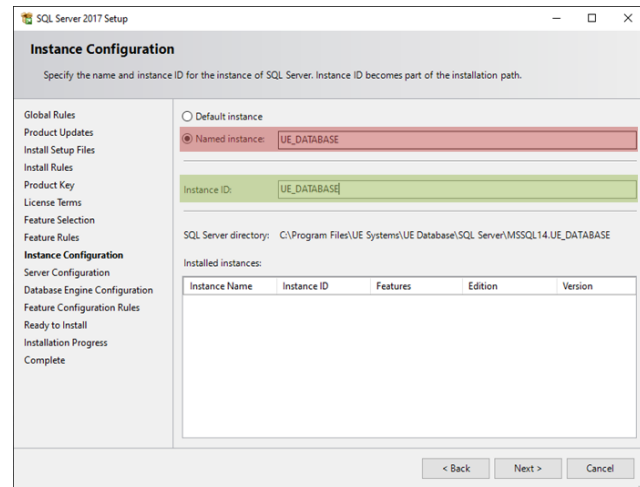 SQL Server 2017 Setup
Instance Configuration
Specify the name and instance ID for the instance of SQL Server. Instance ID becomes part of the installation path.
Global Rules
Product Updates
Install Setup Files
Install Rules
Product Key
License Terms
Feature Selection
Feature Rules
Instance Configuration
Server Configuration
Database Engine Configuration
Feature Configuration Rules
Ready to Install
Installation Progress
Complete
Default instance
Named instance: UE_DATABASE
Instance ID: UE_DATABASE
SQL Server directory: C:\Program Files\UE Systems\UE Database\SQL Server\MSSQL14.UE_DATABASE
Installed instances:
Instance Name Instance ID Features Edition Version
< Back Next > Cancel